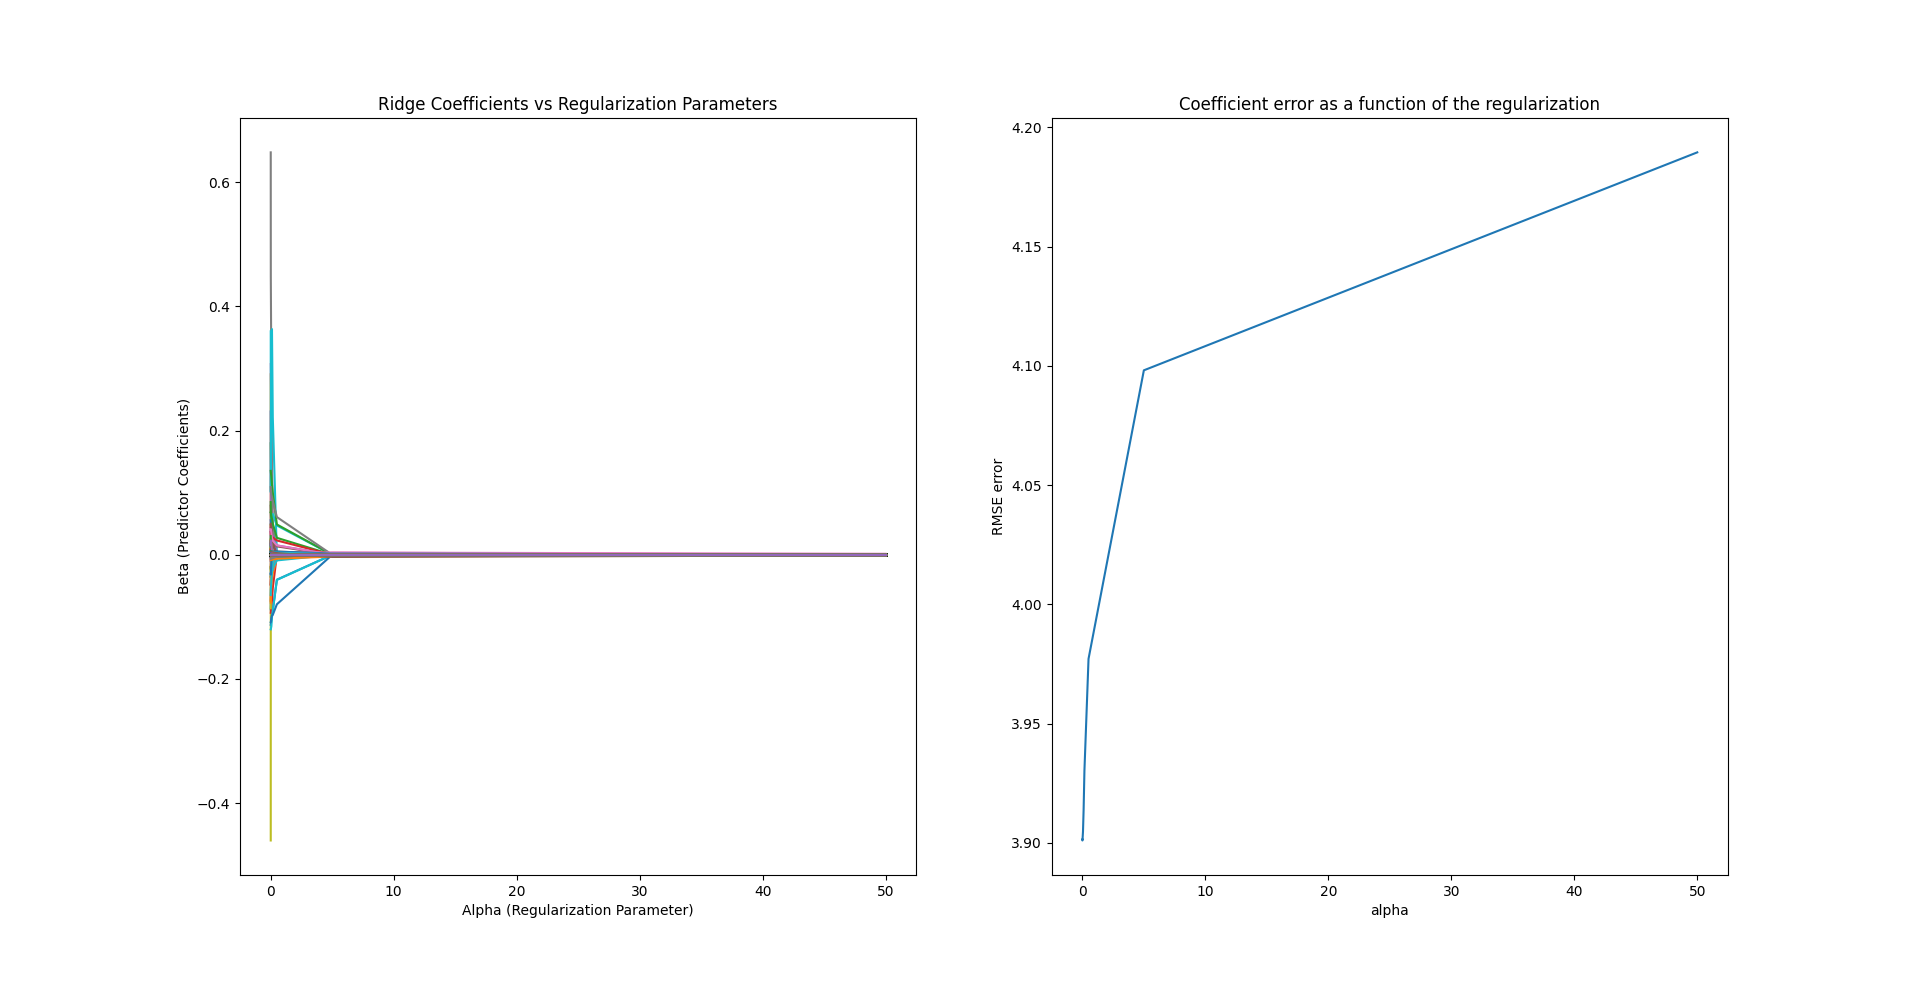 Ridge Coefficients vs Regularization Parameters
0.6
0.4
0.2
0.0
−0.2
−0.4
Beta (Predictor Coefficients)
0 10 20 30 40 50
Alpha (Regularization Parameter)
Coefficient error as a function of the regularization
4.20
4.15
4.10
4.05
4.00
3.95
3.90
RMSE error
0 10 20 30 40 50
alpha